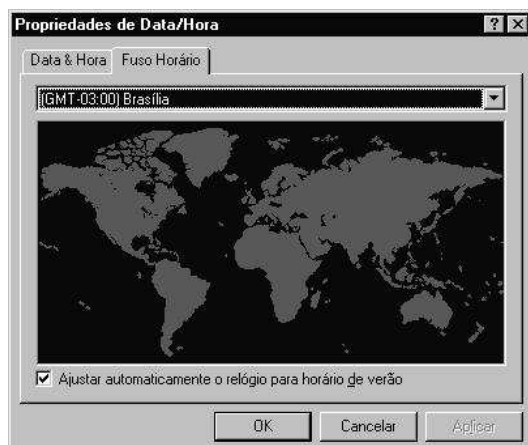 Propriedades de Data/Hora
Data & Hora Fuso Horário
(GMT-03:00) Brasília
Ajustar automaticamente o relógio para horário de verão
OK Cancelar Aplicar